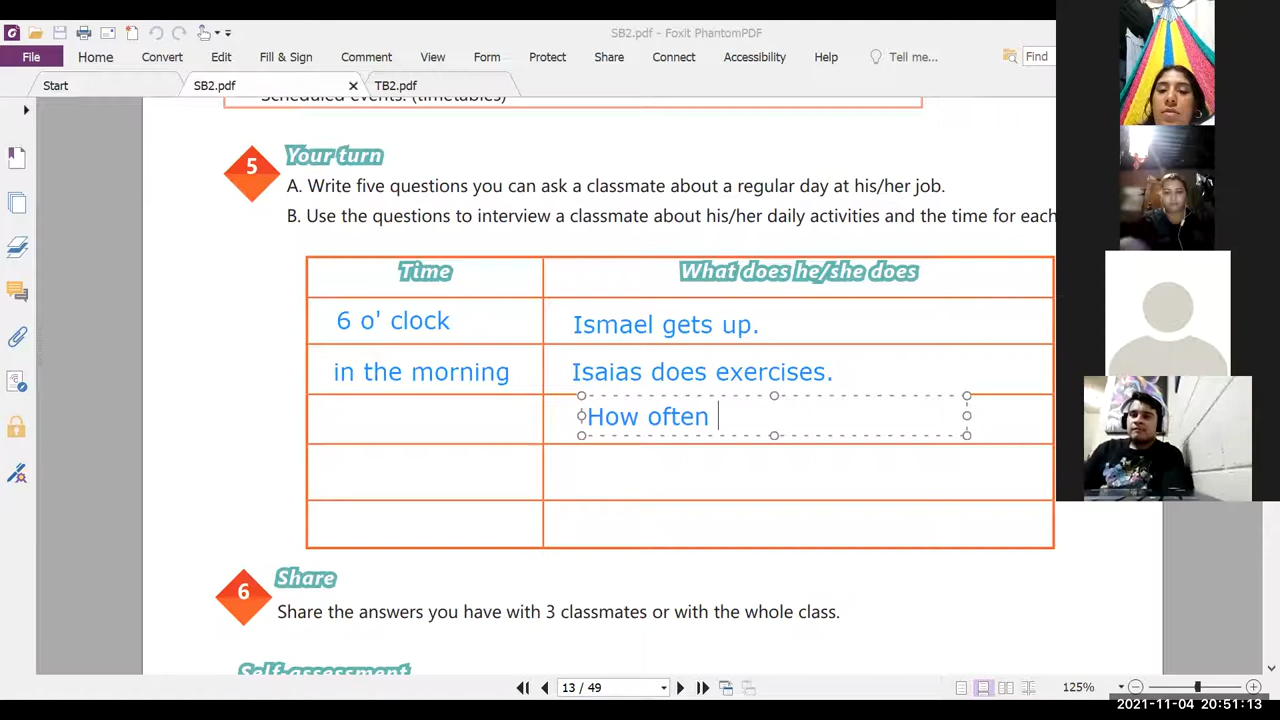 SB2.pdf - Foxit PhantomPDF
File Home Convert Edit Fill & Sign Comment View Form Protect Share Connect Accessibility Help Tell me... Find
Start SB2.pdf TB2.pdf
Scheduled events. (timetables)
5 Your turn
A. Write five questions you can ask a classmate about a regular day at his/her job.
B. Use the questions to interview a classmate about his/her daily activities and the time for each
Time What does he/she does
6 o' clock Ismael gets up.
in the morning Isaias does exercises.
How often
6 Share
Share the answers you have with 3 classmates or with the whole class.
Self-assessment
13 / 49 125%
2021-11-04 20:51:13